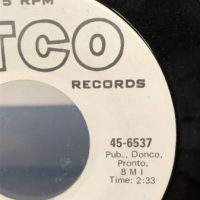 5 RPM
TCO
RECORDS
45-6537
Pub., Donco,
Pronto,
B M I
Time: 2:33